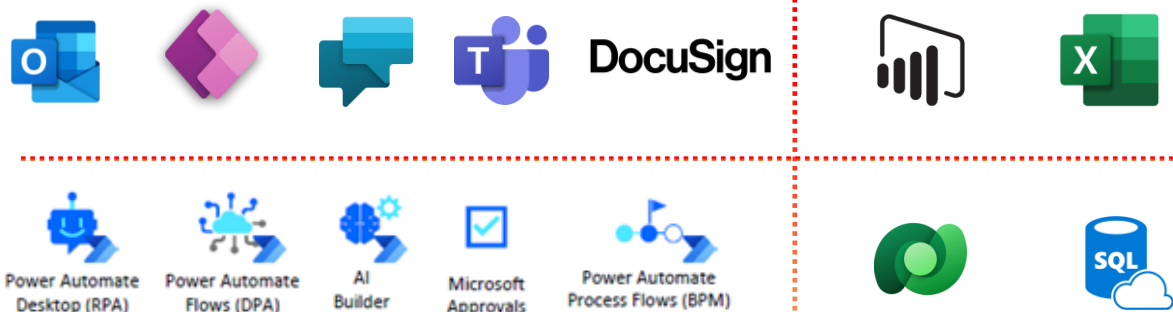 O
T
DocuSign
X
Power Automate
Desktop (RPA)
Power Automate
Flows (DPA)
AI
Builder
Microsoft
Approvals
Power Automate
Process Flows (BPM)
SQL